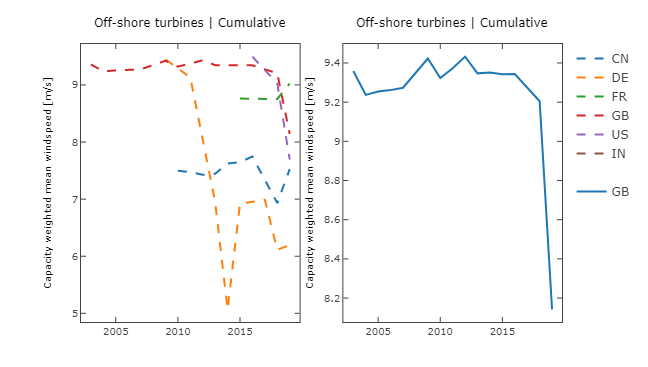 Off-shore turbines | Cumulative
Capacity weighted mean windspeed [m/s]
9
8
7
6
5
2005
2010
2015
Off-shore turbines | Cumulative
Capacity weighted mean windspeed [m/s]
9.4
9.2
9
8.8
8.6
8.4
8.2
2005
2010
2015
CN
DE
FR
GB
US
IN
GB